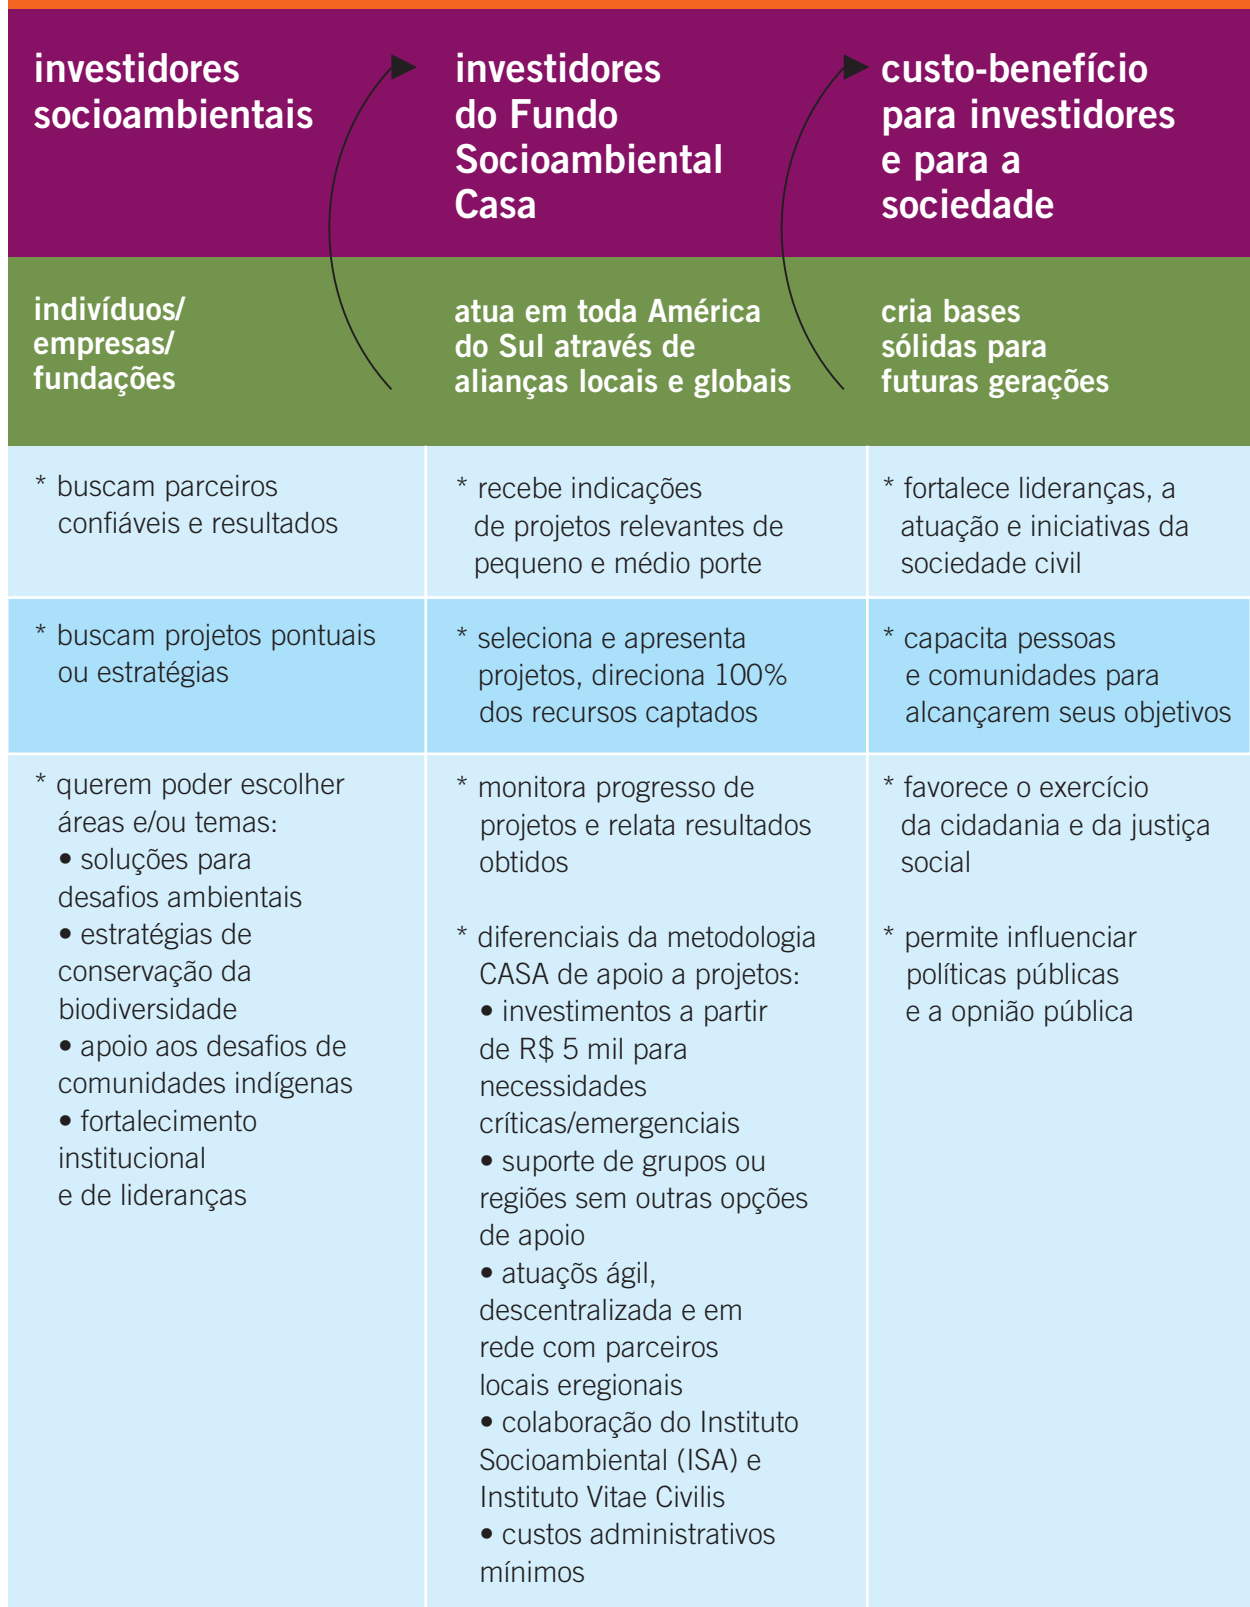 investidores
socioambientais
investidores
do Fundo
Socioambiental
Casa
custo-benefício
para investidores
e para a
sociedade
indivíduos/
empresas/
fundações
atua em toda América
do Sul através de
alianças locais e globais
cria bases
sólidas para
futuras gerações
* buscam parceiros
confiáveis e resultados
* recebe indicações
de projetos relevantes de
pequeno e médio porte
* fortalece lideranças, a
atuação e iniciativas da
sociedade civil
* buscam projetos pontuais
ou estratégias
* seleciona e apresenta
projetos, direciona 100%
dos recursos captados
* capacita pessoas
e comunidades para
alcançarem seus objetivos
* querem poder escolher
áreas e/ou temas:
• soluções para
desafios ambientais
• estratégias de
conservação da
biodiversidade
• apoio aos desafios de
comunidades indígenas
• fortalecimento
institucional
e de lideranças
* monitora progresso de
projetos e relata resultados
obtidos
* diferenciais da metodologia
CASA de apoio a projetos:
• investimentos a partir
de R$ 5 mil para
necessidades
críticas/emergenciais
• suporte de grupos ou
regiões sem outras opções
de apoio
• atuaçõs ágil,
descentralizada e em
rede com parceiros
locais eregionais
• colaboração do Instituto
Socioambiental (ISA) e
Instituto Vitae Civilis
• custos administrativos
mínimos
* favorece o exercício
da cidadania e da justiça
social
* permite influenciar
políticas públicas
e a opnião pública